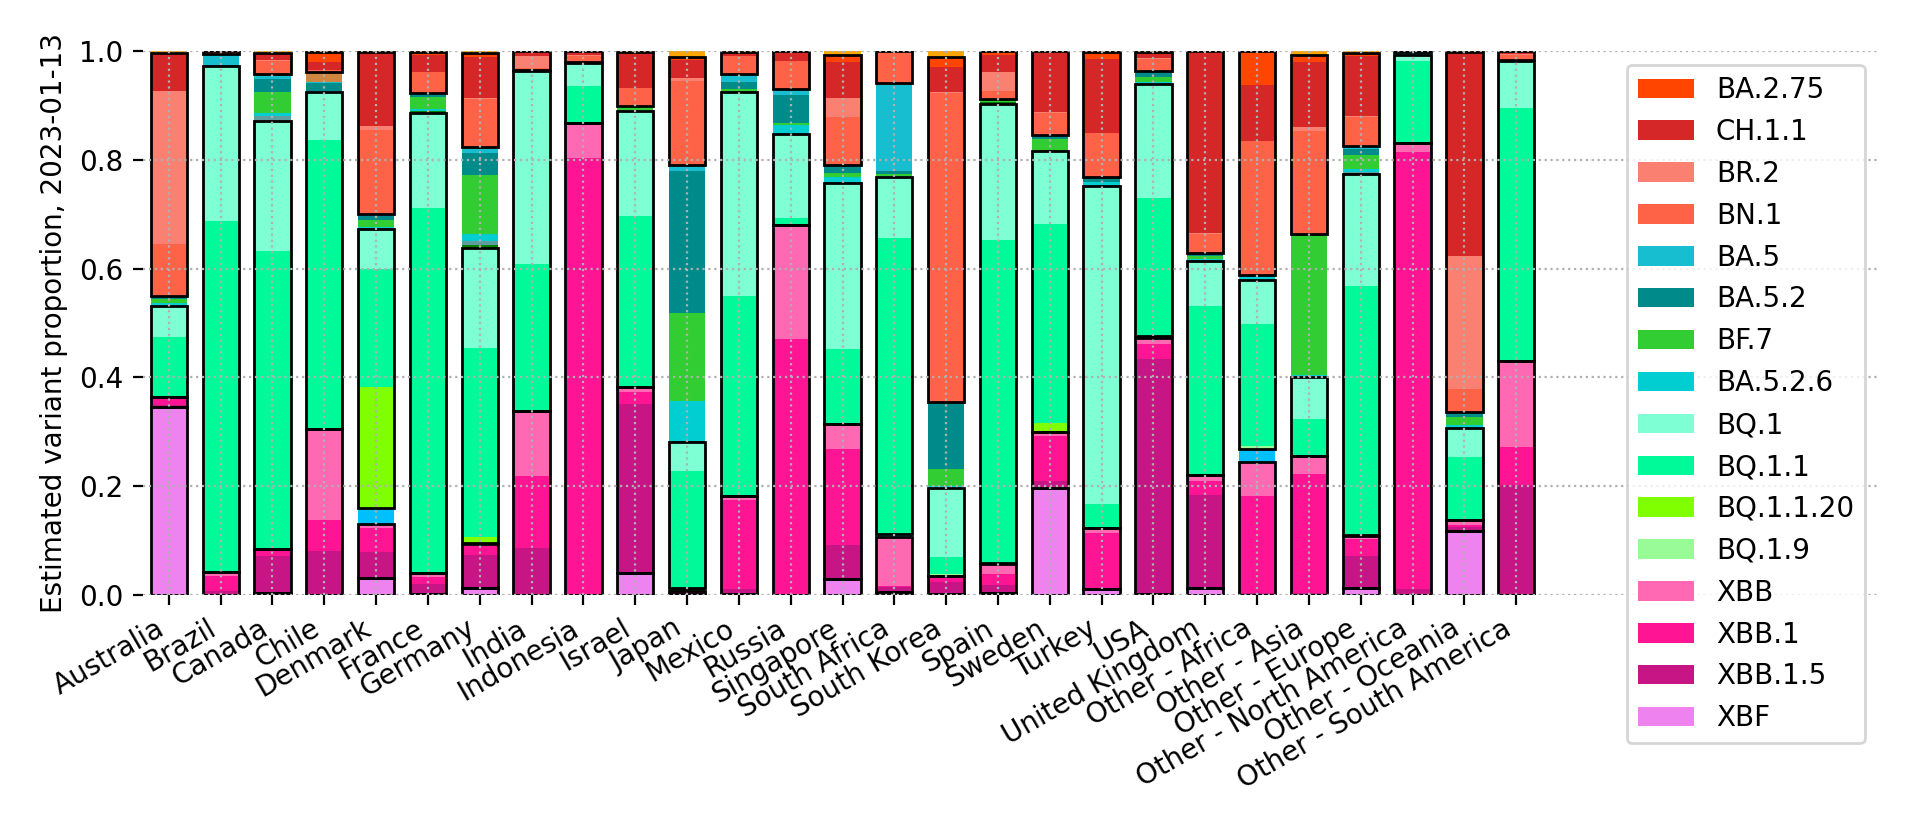 Estimated variant proportion, 2023-01-13
1.0
0.8
0.6
0.4
0.2
0.0
Australia
Brazil
Canada
Chile
Denmark
France
Germany
India
Indonesia
Israel
Japan
Mexico
Russia
Singapore
South Africa
South Korea
Spain
Sweden
Turkey
USA
United Kingdom
Other - Africa
Other - Asia
Other - Europe
Other - North America
Other - Oceania
Other - South America
BA.2.75
CH.1.1
BR.2
BN.1
BA.5
BA.5.2
BF.7
BA.5.2.6
BQ.1
BQ.1.1
BQ.1.1.20
BQ.1.9
XBB
XBB.1
XBB.1.5
XBF